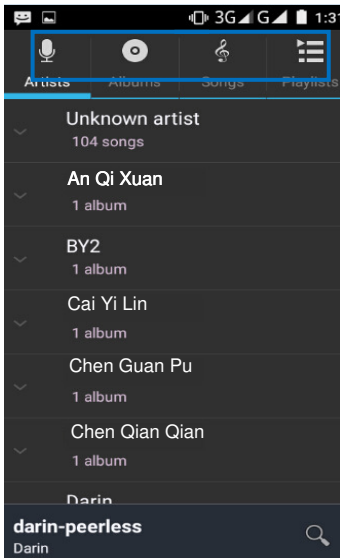 3G G 1:31
Artists Albums Songs Playlists
Unknown artist
104 songs
An Qi Xuan
1 album
BY2
1 album
Cai Yi Lin
1 album
Chen Guan Pu
1 album
Chen Qian Qian
1 album
Darin
darin-peerless
Darin